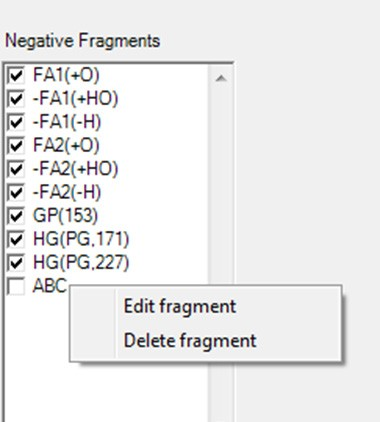 Negative Fragments
FA1(+O)
-FA1(+HO)
-FA1(-H)
FA2(+O)
-FA2(+HO)
-FA2(-H)
GP(153)
HG(PG,171)
HG(PG,227)
ABC
Edit fragment
Delete fragment